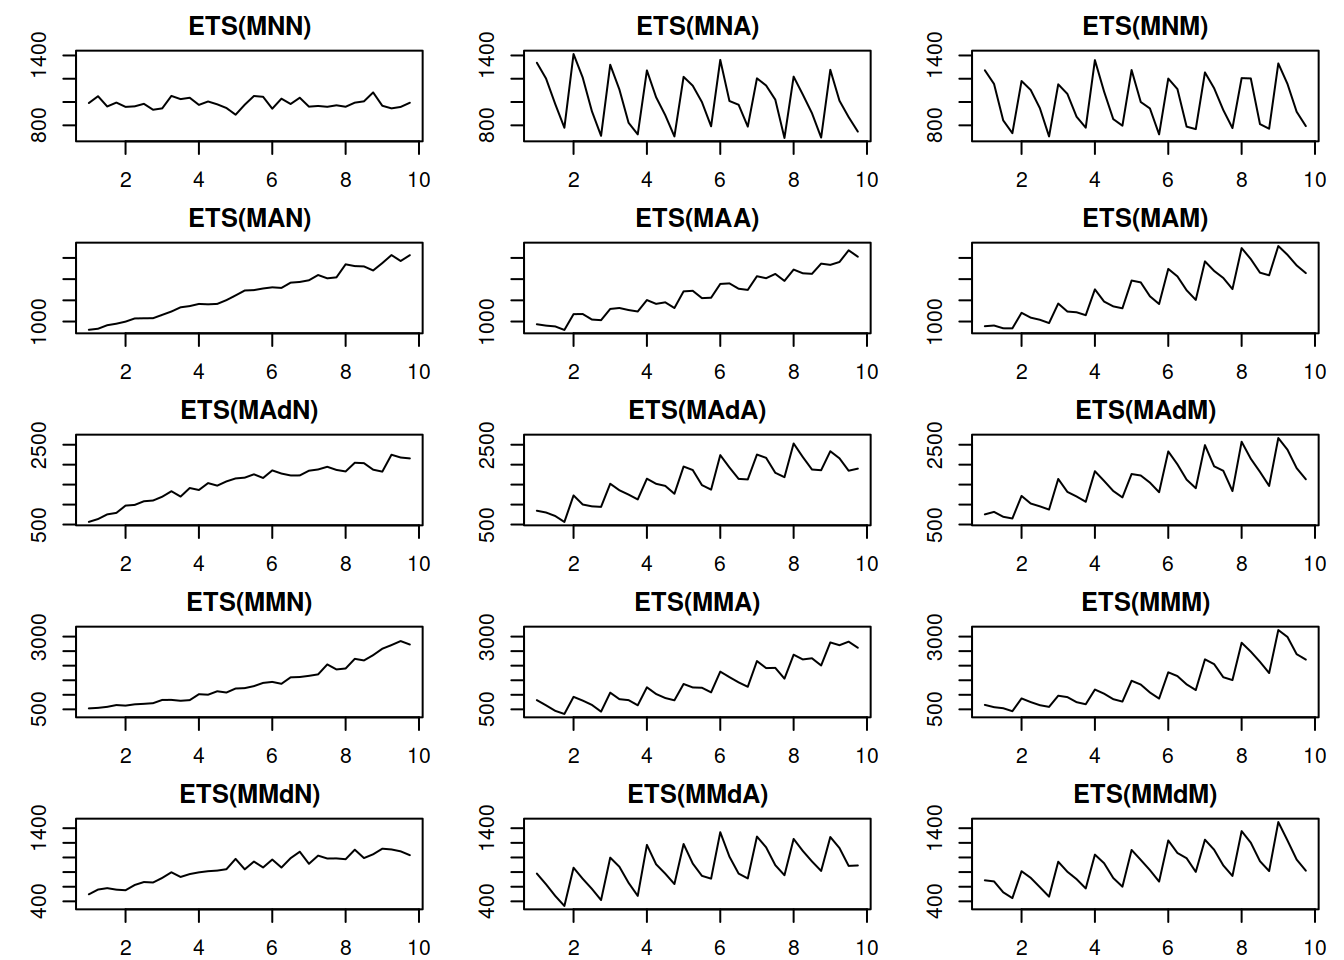 ETS(MNN) ETS(MNA) ETS(MNM)
1400 1400 1400
800 800 800
2 4 6 8 10 2 4 6 8 10 2 4 6 8 10
ETS(MAN) ETS(MAA) ETS(MAM)
1000 1000 1000
2 4 6 8 10 2 4 6 8 10 2 4 6 8 10
ETS(MAdN) ETS(MAdA) ETS(MAdM)
2500 2500 2500
500 500 500
2 4 6 8 10 2 4 6 8 10 2 4 6 8 10
ETS(MMN) ETS(MMA) ETS(MMM)
3000 3000 3000
500 500 500
2 4 6 8 10 2 4 6 8 10 2 4 6 8 10
ETS(MMdN) ETS(MMdA) ETS(MMdM)
1400 1400 1400
400 400 400
2 4 6 8 10 2 4 6 8 10 2 4 6 8 10